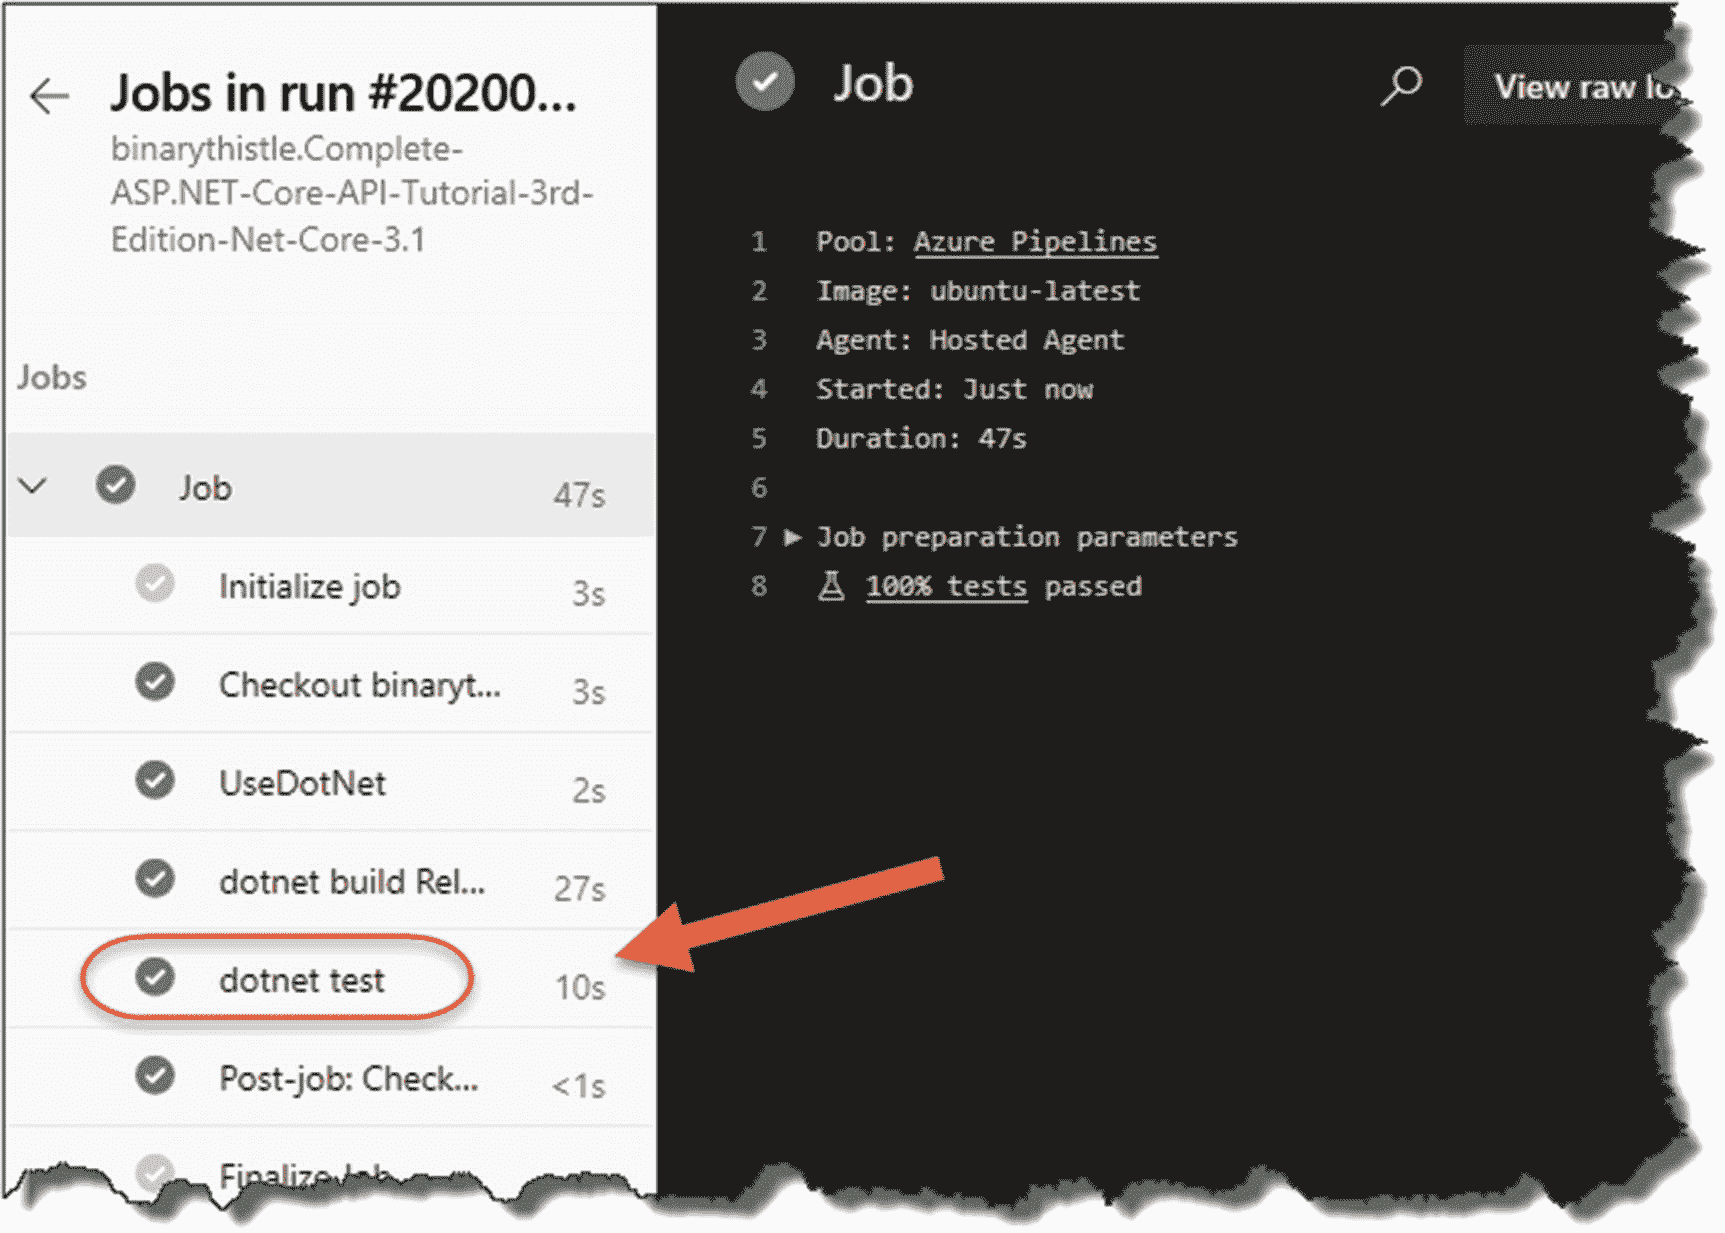 Jobs in run #20200...
binarythistle.Complete-
ASP.NET-Core-API-Tutorial-3rd-
Edition-Net-Core-3.1
Jobs
Job 47s
Initialize job 3s
Checkout binaryt... 3s
UseDotNet 2s
dotnet build Rel... 27s
dotnet test 10s
Post-job: Check... <1s
Finalize Job
Job
View raw lo
1 Pool: Azure Pipelines
2 Image: ubuntu-latest
3 Agent: Hosted Agent
4 Started: Just now
5 Duration: 47s
6
7 Job preparation parameters
8 100% tests passed